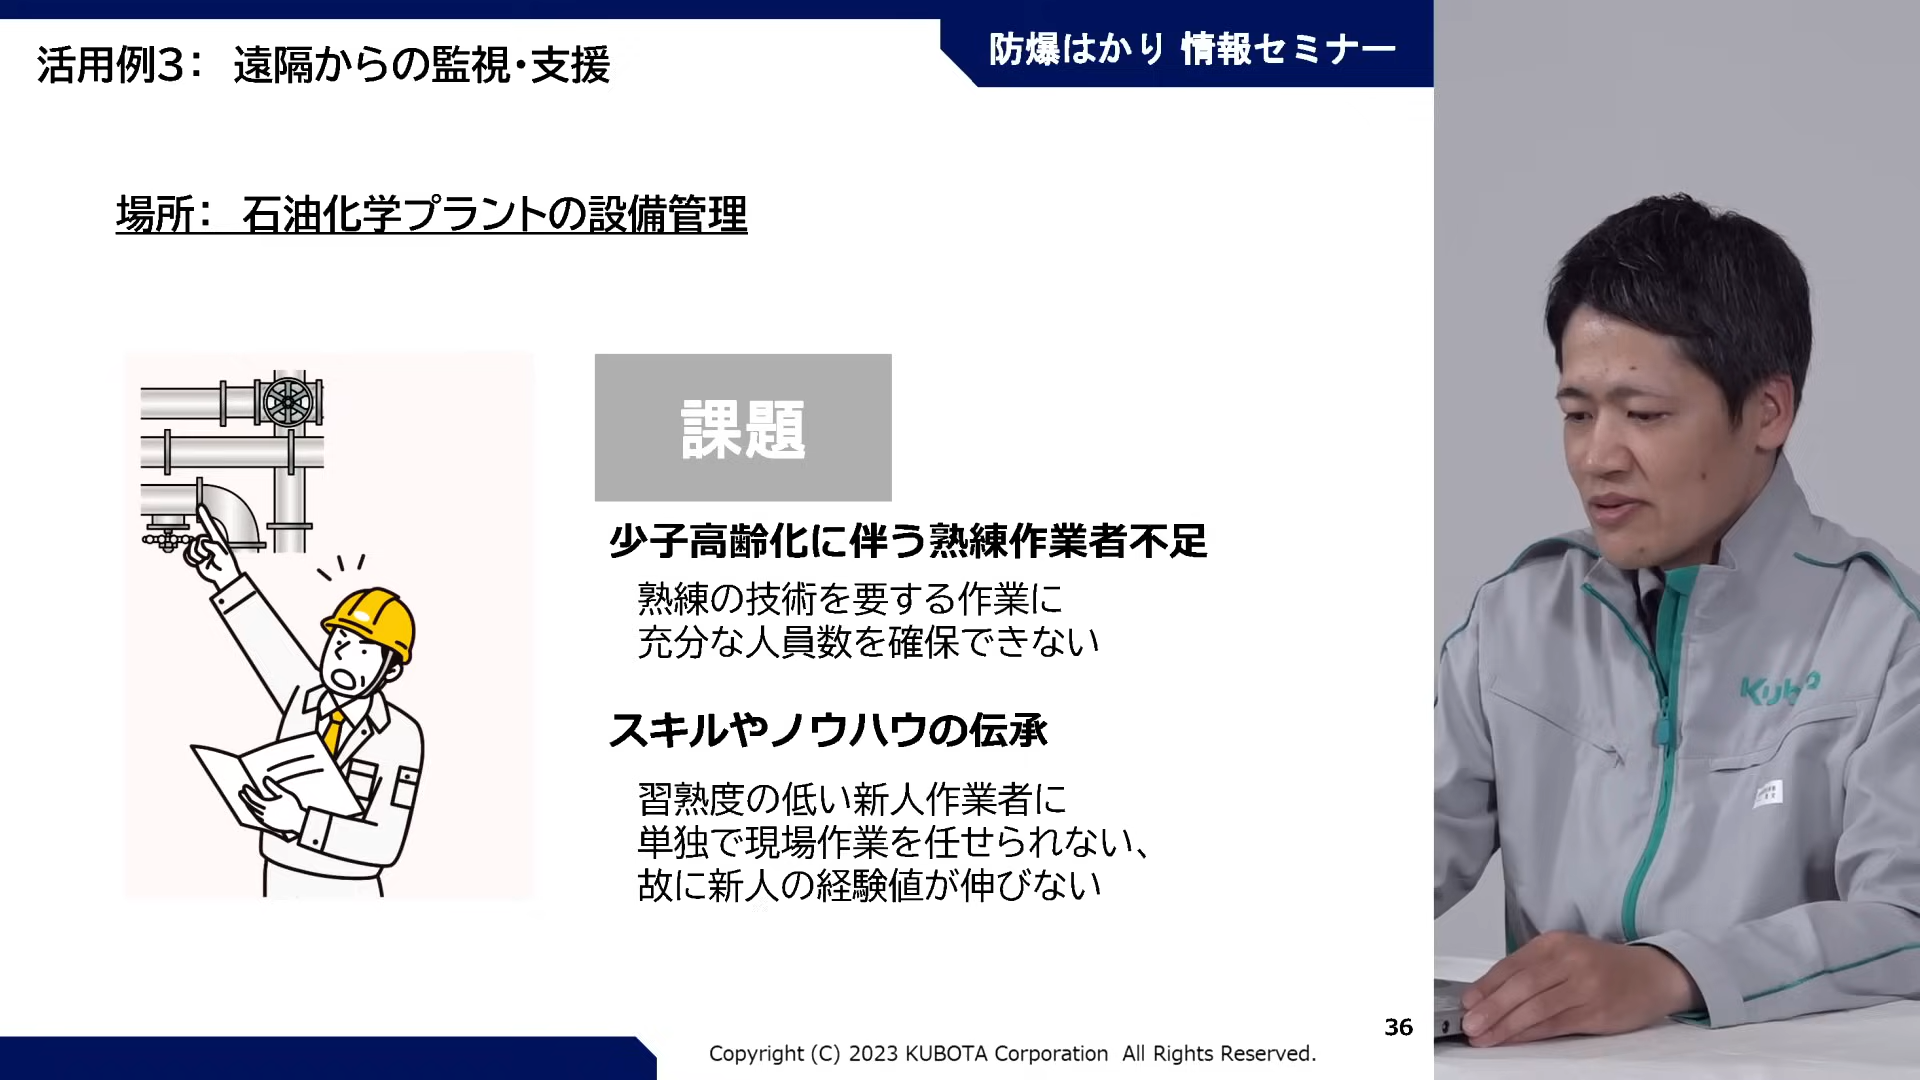 活用例3: 遠隔からの監視・支援
防爆はかり 情報セミナー
場所: 石油化学プラントの設備管理
課題
少子高齢化に伴う熟練作業者不足
熟練の技術を要する作業に
充分な人員数を確保できない
スキルやノウハウの伝承
習熟度の低い新人作業者に
単独で現場作業を任せられない、
故に新人の経験値が伸びない
36
Copyright (C) 2023 KUBOTA Corporation All Rights Reserved.